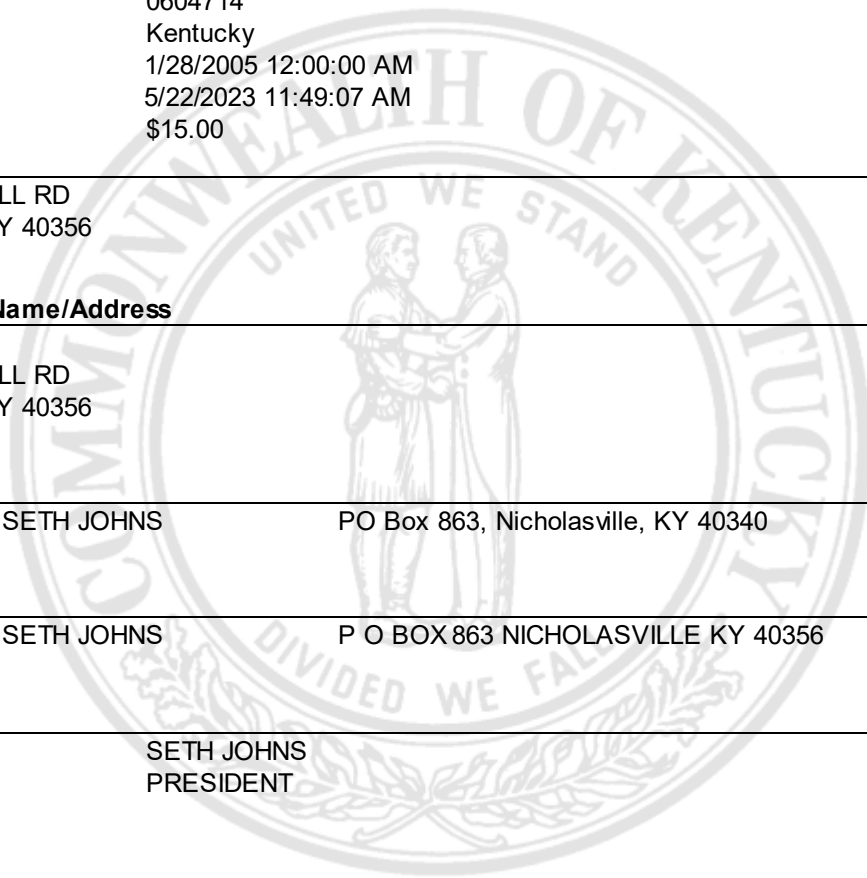 0604714
Kentucky
1/28/2005 12:00:00 AM
5/22/2023 11:49:07 AM
$15.00
LL RD
Y 40356
Name/Address
LL RD
Y 40356
SETH JOHNS PO Box 863, Nicholasville, KY 40340
SETH JOHNS P O BOX 863 NICHOLASVILLE KY 40356
SETH JOHNS
PRESIDENT
COMMONWEALTH OF KENTUCKY
UNITED WE STAND
DIVIDED WE FALL